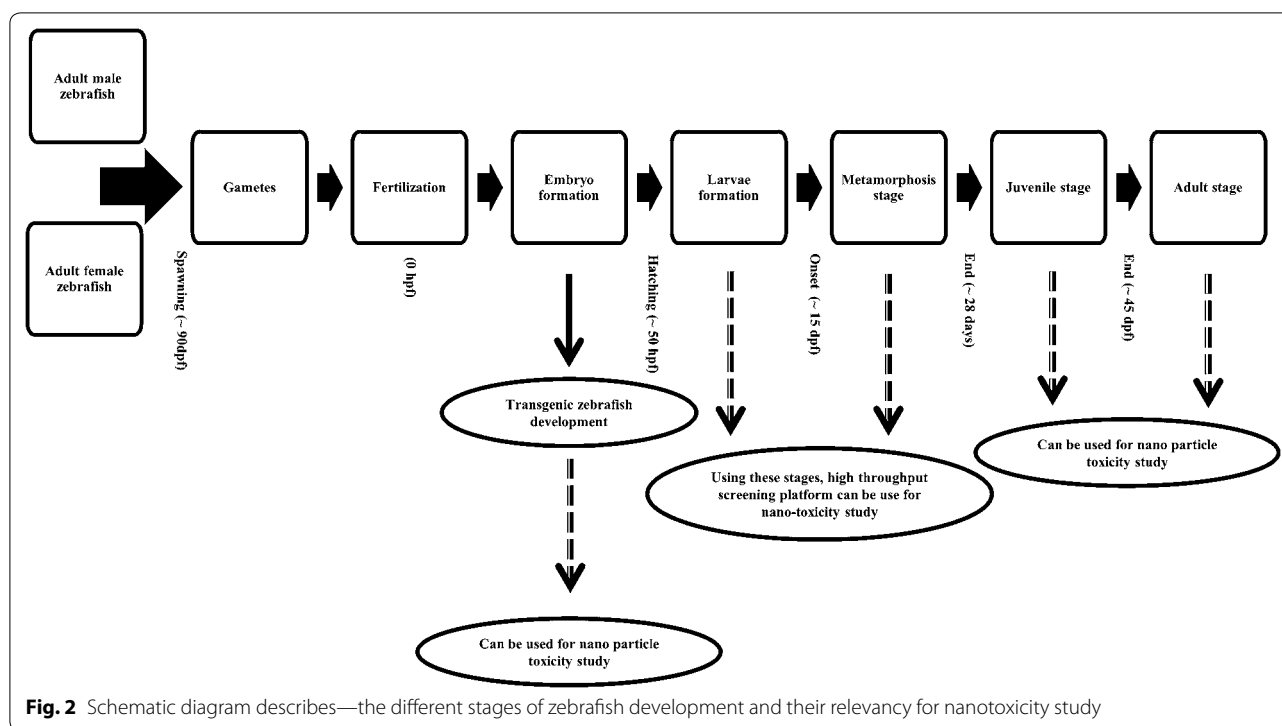 Adult male
zebrafish
Adult female
zebrafish
Spawning (~ 90dpf)
Gametes
Fertilization
(0 hpf)
Embryo
formation
Hatching (~ 50 hpf)
Larvae
formation
Onset (~ 15 dpf)
Metamorphosis
stage
End (~ 28 days)
Juvenile stage
End (~ 45 dpf)
Adult stage
Transgenic zebrafish
development
Can be used for nano particle
toxicity study
Using these stages, high throughput
screening platform can be use for
nano-toxicity study
Can be used for nano particle
toxicity study
Fig. 2 Schematic diagram describes—the different stages of zebrafish development and their relevancy for nanotoxicity study